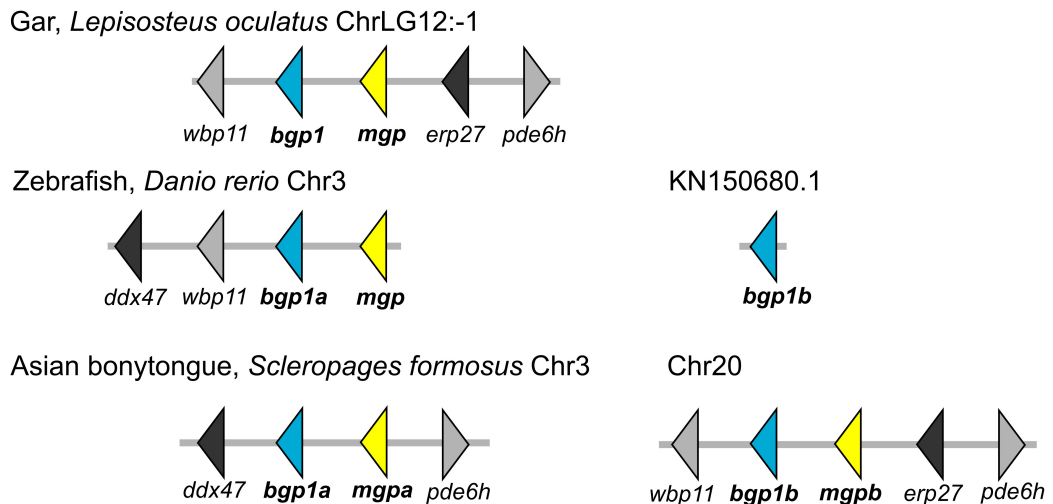 Gar, Lepisosteus oculatus ChrLG12:-1
wbp11 bgp1 mgp erp27 pde6h
Zebrafish, Danio rerio Chr3 KN150680.1
ddx47 wbp11 bgp1a mgp bgp1b
Asian bonytongue, Scleropages formosus Chr3 Chr20
ddx47 bgp1a mgpa pde6h wbp11 bgp1b mgpb erp27 pde6h